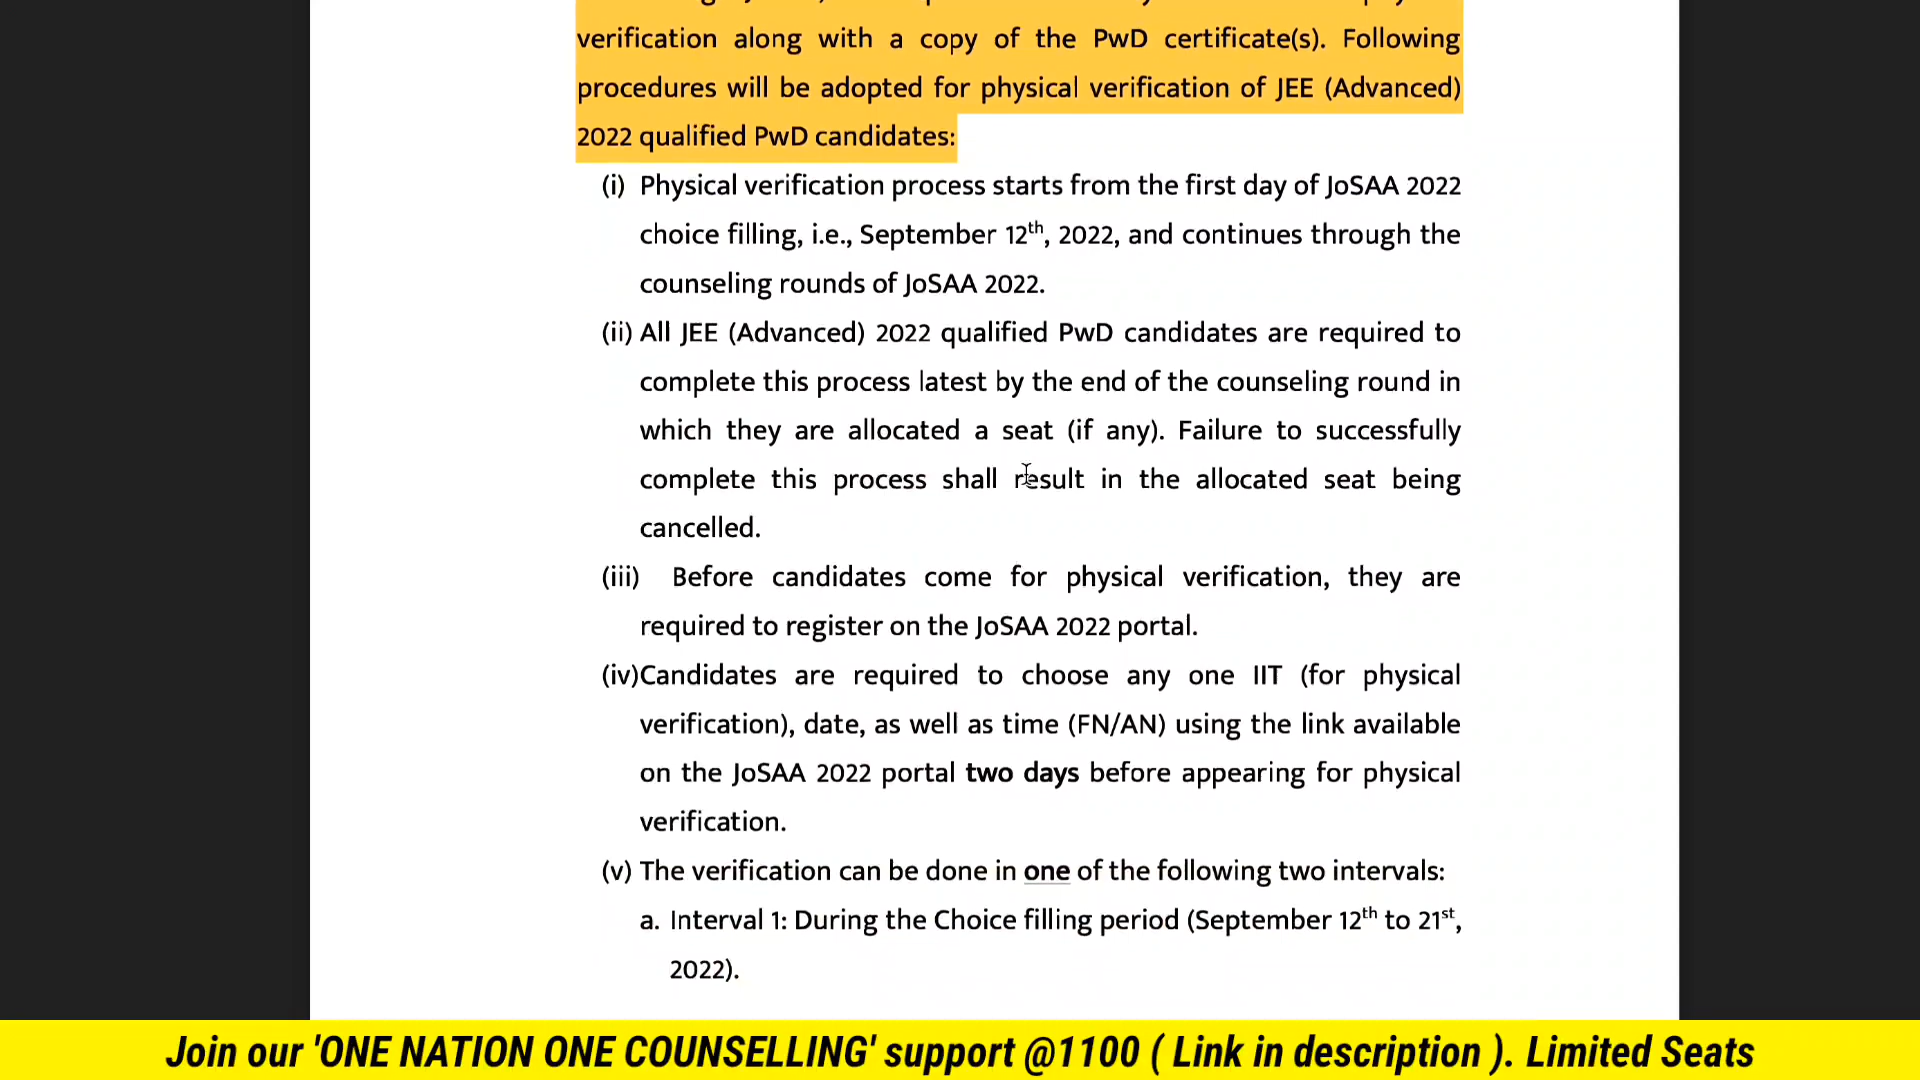 verification along with a copy of the PwD certificate(s). Following
procedures will be adopted for physical verification of JEE (Advanced)
2022 qualified PwD candidates:
(i) Physical verification process starts from the first day of JoSAA 2022
choice filling, i.e., September 12th, 2022, and continues through the
counseling rounds of JoSAA 2022.
(ii) All JEE (Advanced) 2022 qualified PwD candidates are required to
complete this process latest by the end of the counseling round in
which they are allocated a seat (if any). Failure to successfully
complete this process shall result in the allocated seat being
cancelled.
(iii) Before candidates come for physical verification, they are
required to register on the JoSAA 2022 portal.
(iv)Candidates are required to choose any one IIT (for physical
verification), date, as well as time (FN/AN) using the link available
on the JoSAA 2022 portal two days before appearing for physical
verification.
(v) The verification can be done in one of the following two intervals:
a. Interval 1: During the Choice filling period (September 12th to 21st,
2022).
Join our 'ONE NATION ONE COUNSELLING' support @1100 ( Link in description ). Limited Seats